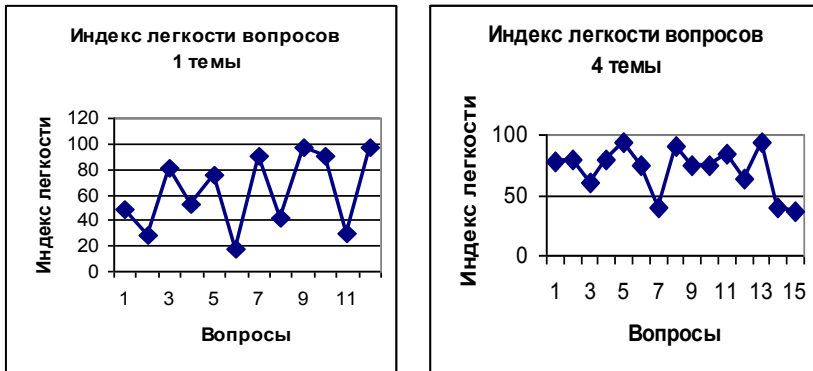 Индекс легкости вопросов
1 темы
Индекс легкости
120
100
80
60
40
20
0
1 3 5 7 9 11
Вопросы
Индекс легкости вопросов
4 темы
Индекс легкости
100
50
0
1 3 5 7 9 11 13 15
Вопросы